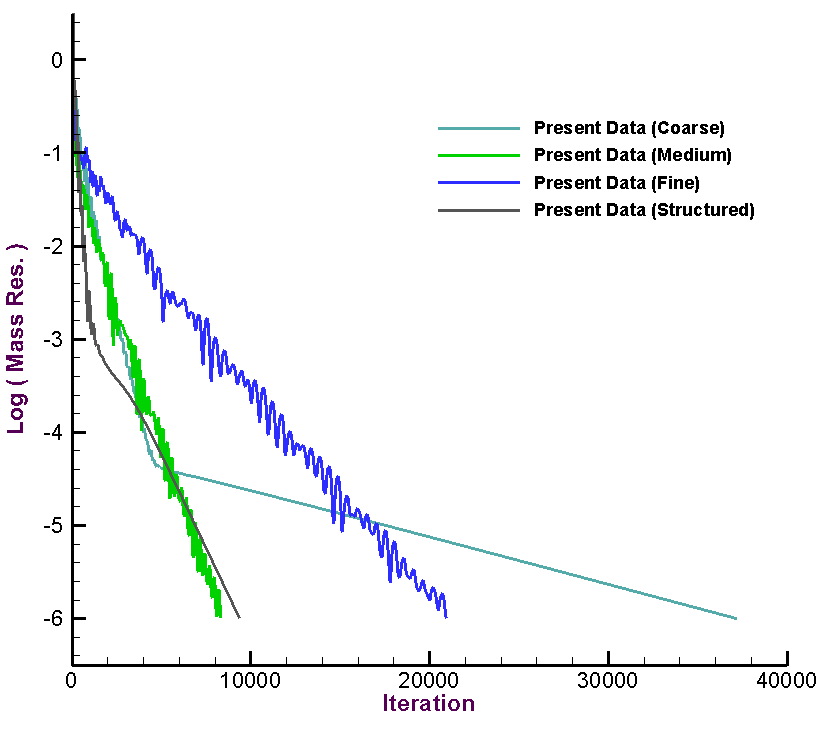 0
-1
-2
-3
-4
-5
-6
Log ( Mass Res. )
Present Data (Coarse)
Present Data (Medium)
Present Data (Fine)
Present Data (Structured)
0 10000 20000 30000 40000
Iteration